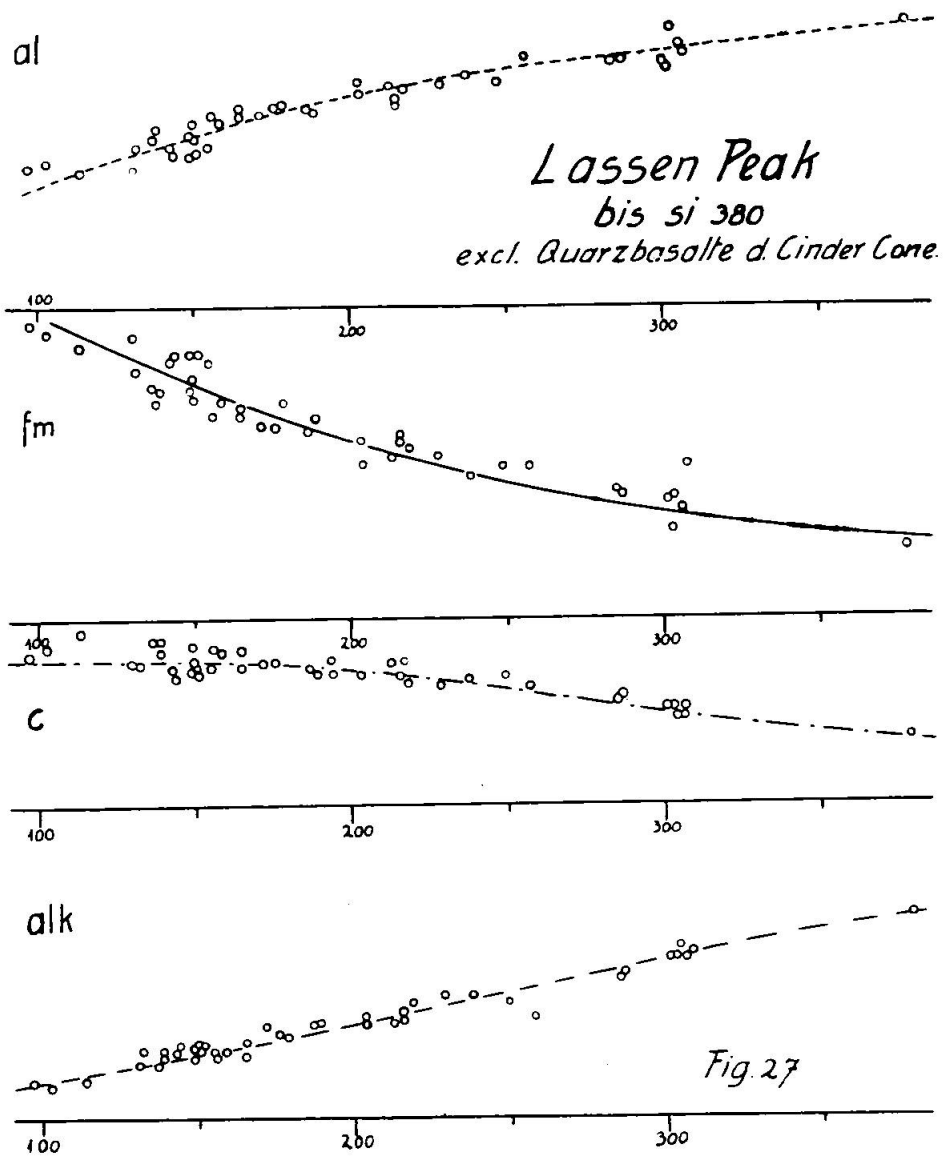 al
Lassen Peak
bis si 380
excl. Quarzbasalte d. Cinder Cone.
100 200 300
fm
100 200 300
c
100 200 300
alk
Fig. 27
100 200 300